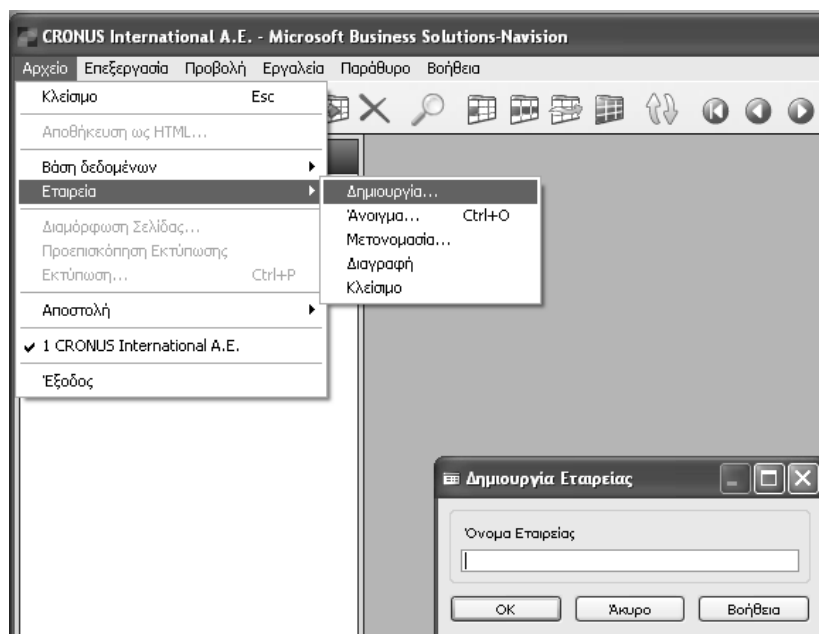 CRONUS International A.E. - Microsoft Business Solutions-Navision
Αρχείο Επεξεργασία Προβολή Εργαλεία Παράθυρο Βοήθεια
Κλείσιμο Esc
Αποθήκευση ως HTML...
Βάση δεδομένων
Εταιρεία
Διαμόρφωση Σελίδας...
Προεπισκόπηση Εκτύπωσης
Εκτύπωση... Ctrl+P
Αποστολή
1 CRONUS International A.E.
Έξοδος
Δημιουργία...
Άνοιγμα... Ctrl+O
Μετονομασία...
Διαγραφή
Κλείσιμο
Δημιουργία Εταιρείας
Όνομα Εταιρείας
OK Άκυρο Βοήθεια